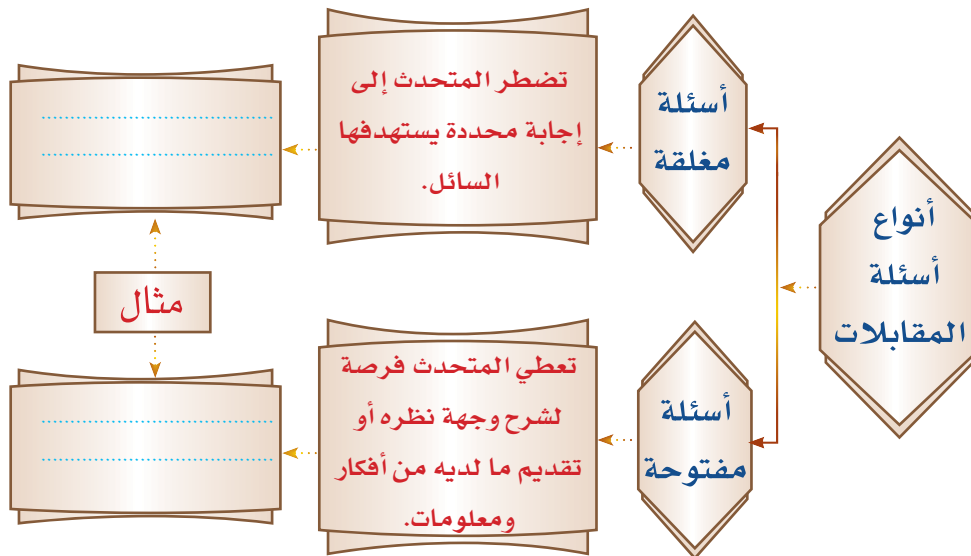 أنواع
أسئلة
المقابلات
أسئلة
مغلقة
تضطر المتحدث إلى
إجابة محددة يستهدفها
السائل.
أسئلة
مفتوحة
تعطي المتحدث فرصة
لشرح وجهة نظره أو
تقديم ما لديه من أفكار
ومعلومات.
مثال